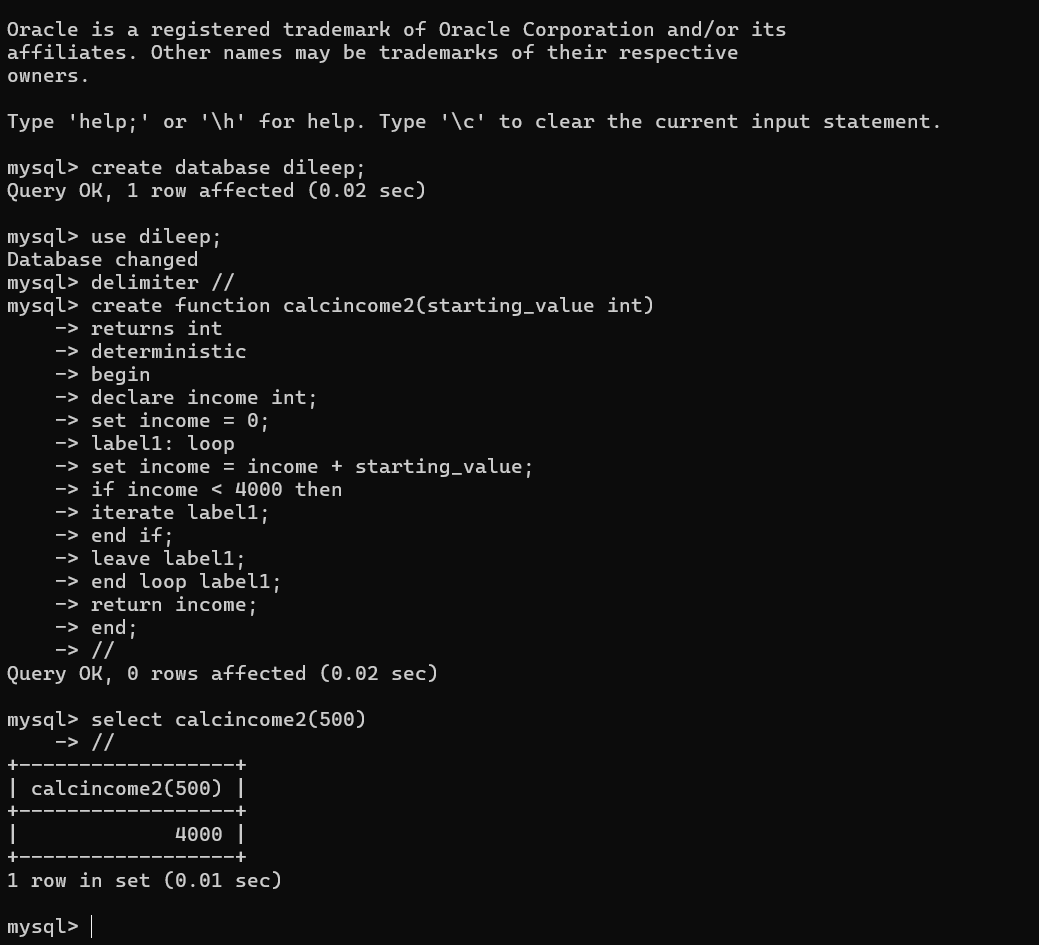 Oracle is a registered trademark of Oracle Corporation and/or its
affiliates. Other names may be trademarks of their respective
owners.

Type 'help;' or '\h' for help. Type '\c' to clear the current input statement.

mysql> create database dileep;
Query OK, 1 row affected (0.02 sec)

mysql> use dileep;
Database changed
mysql> delimiter //
mysql> create function calcincome2(starting_value int)
    -> returns int
    -> deterministic
    -> begin
    -> declare income int;
    -> set income = 0;
    -> label1: loop
    -> set income = income + starting_value;
    -> if income < 4000 then
    -> iterate label1;
    -> end if;
    -> leave label1;
    -> end loop label1;
    -> return income;
    -> end;
    -> //
Query OK, 0 rows affected (0.02 sec)

mysql> select calcincome2(500)
    -> //
+------------------+
| calcincome2(500) |
+------------------+
|             4000 |
+------------------+
1 row in set (0.01 sec)

mysql>